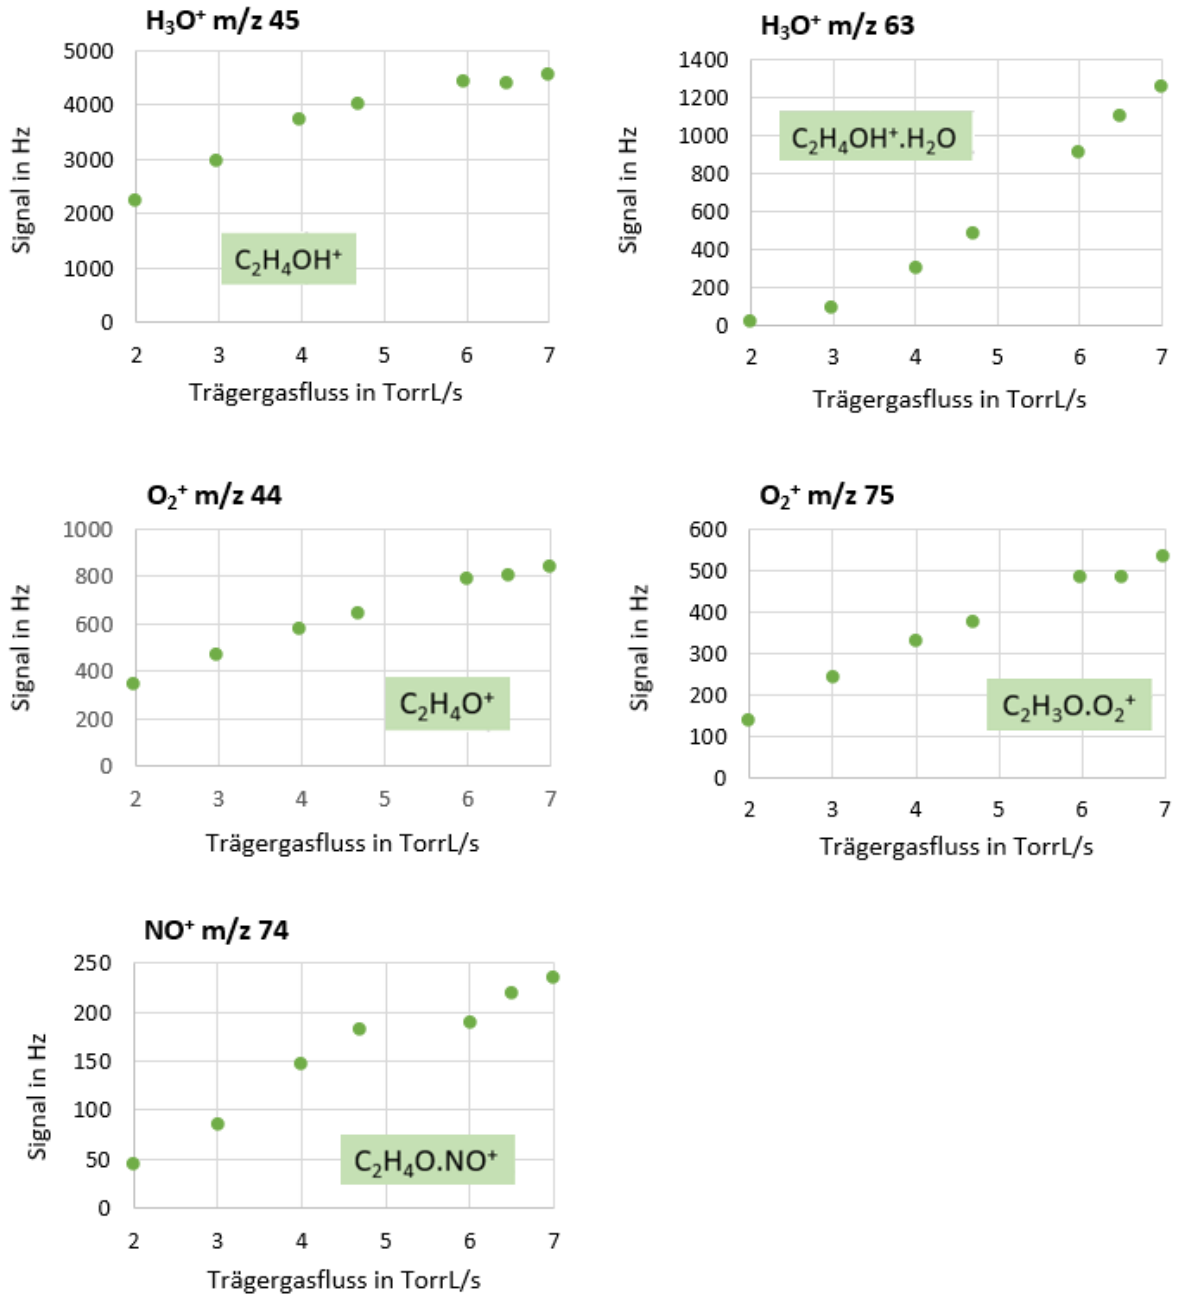 H₃O⁺ m/z 45
5000
4000
3000
2000
1000
0
Signal in Hz
C₂H₄OH⁺
2 3 4 5 6 7
Trägergasfluss in TorrL/s
H₃O⁺ m/z 63
1400
1200
1000
800
600
400
200
0
Signal in Hz
C₂H₄OH⁺.H₂O
2 3 4 5 6 7
Trägergasfluss in TorrL/s
O₂⁺ m/z 44
1000
800
600
400
200
0
Signal in Hz
C₂H₄O⁺
2 3 4 5 6 7
Trägergasfluss in TorrL/s
O₂⁺ m/z 75
600
500
400
300
200
100
0
Signal in Hz
C₂H₃O.O₂⁺
2 3 4 5 6 7
Trägergasfluss in TorrL/s
NO⁺ m/z 74
250
200
150
100
50
0
Signal in Hz
C₂H₄O.NO⁺
2 3 4 5 6 7
Trägergasfluss in TorrL/s